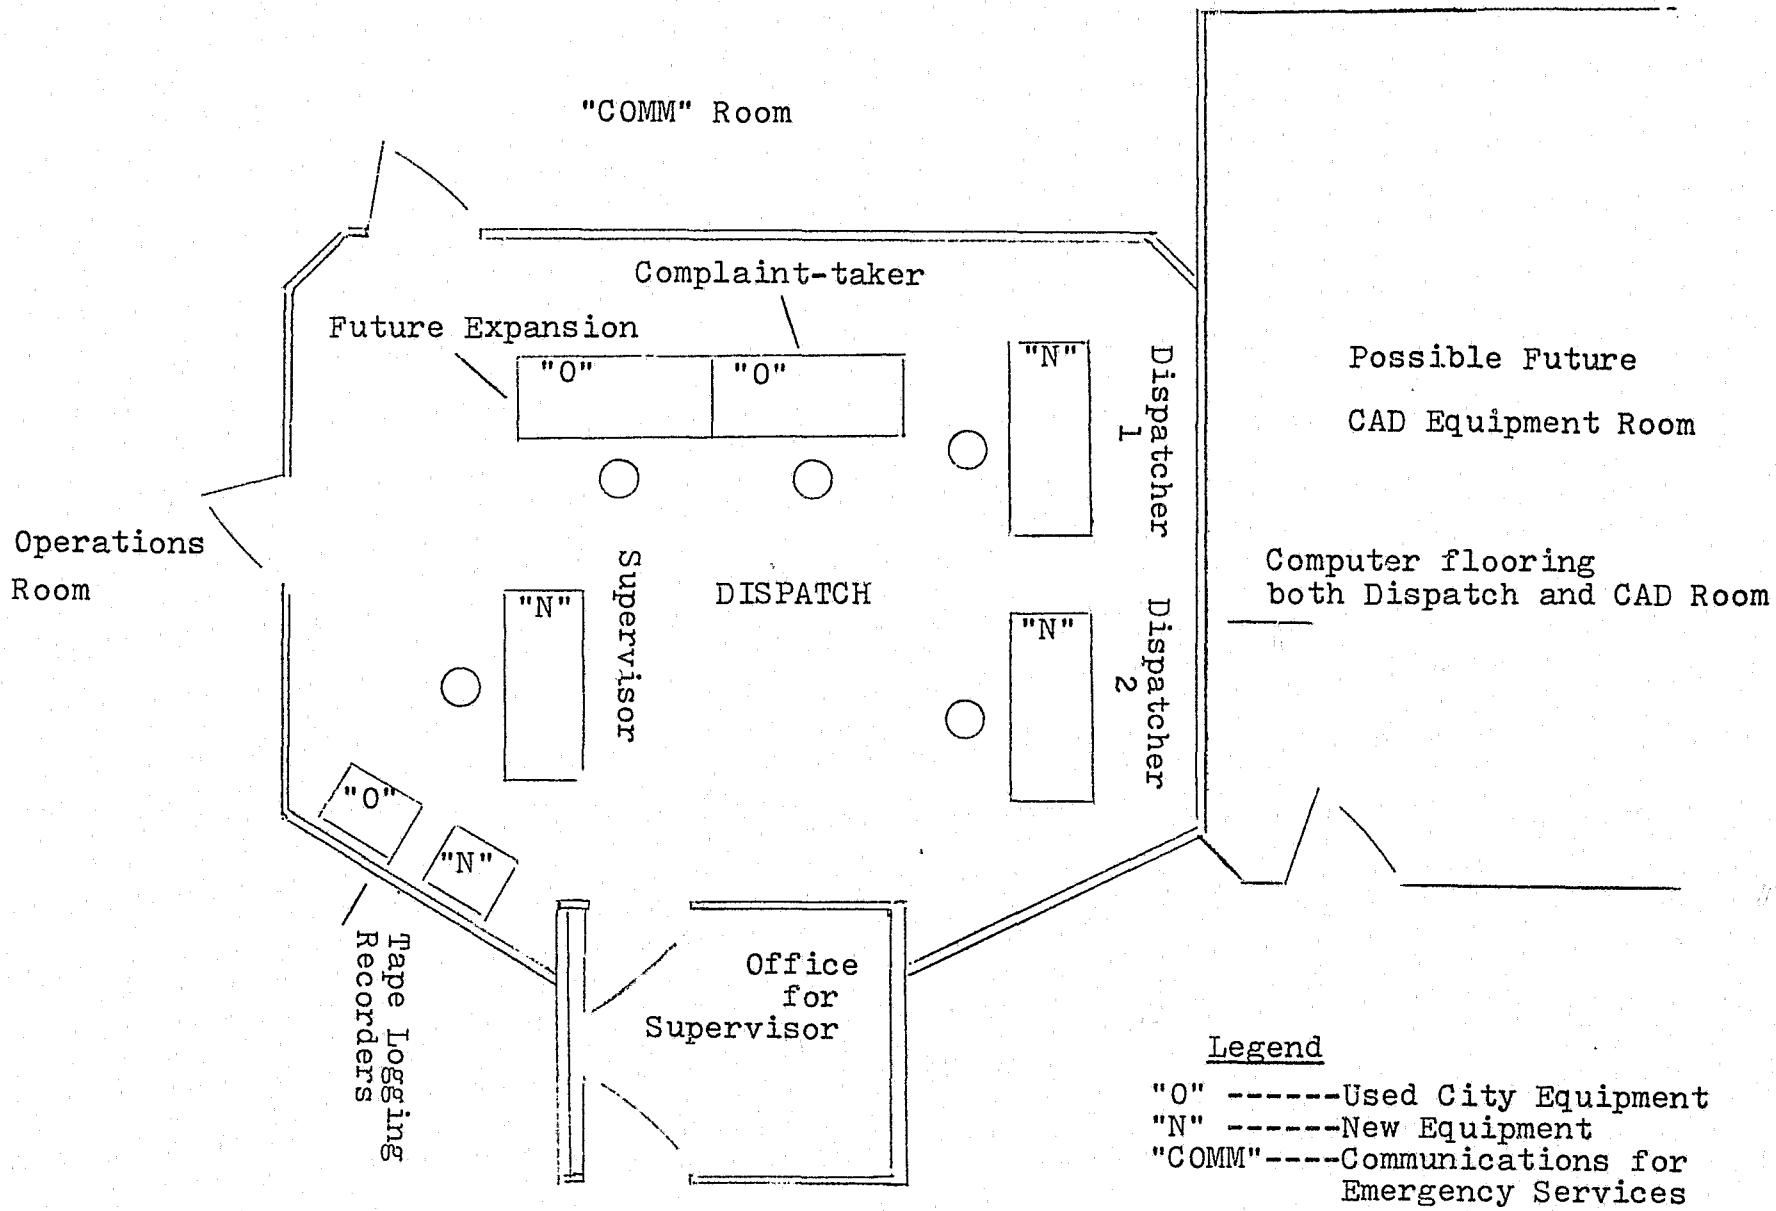 "COMM" Room
Complaint-taker
Future Expansion
"O"
"O"
"N"
Dispatcher
1
Possible Future
CAD Equipment Room
Operations
Room
Supervisor
"N"
DISPATCH
"N"
Dispatcher
2
Computer flooring
both Dispatch and CAD Room
"O"
"N"
Tape Logging
Recorders
Office
for
Supervisor
Legend
"O" ------Used City Equipment
"N" ------New Equipment
"COMM"----Communications for
Emergency Services